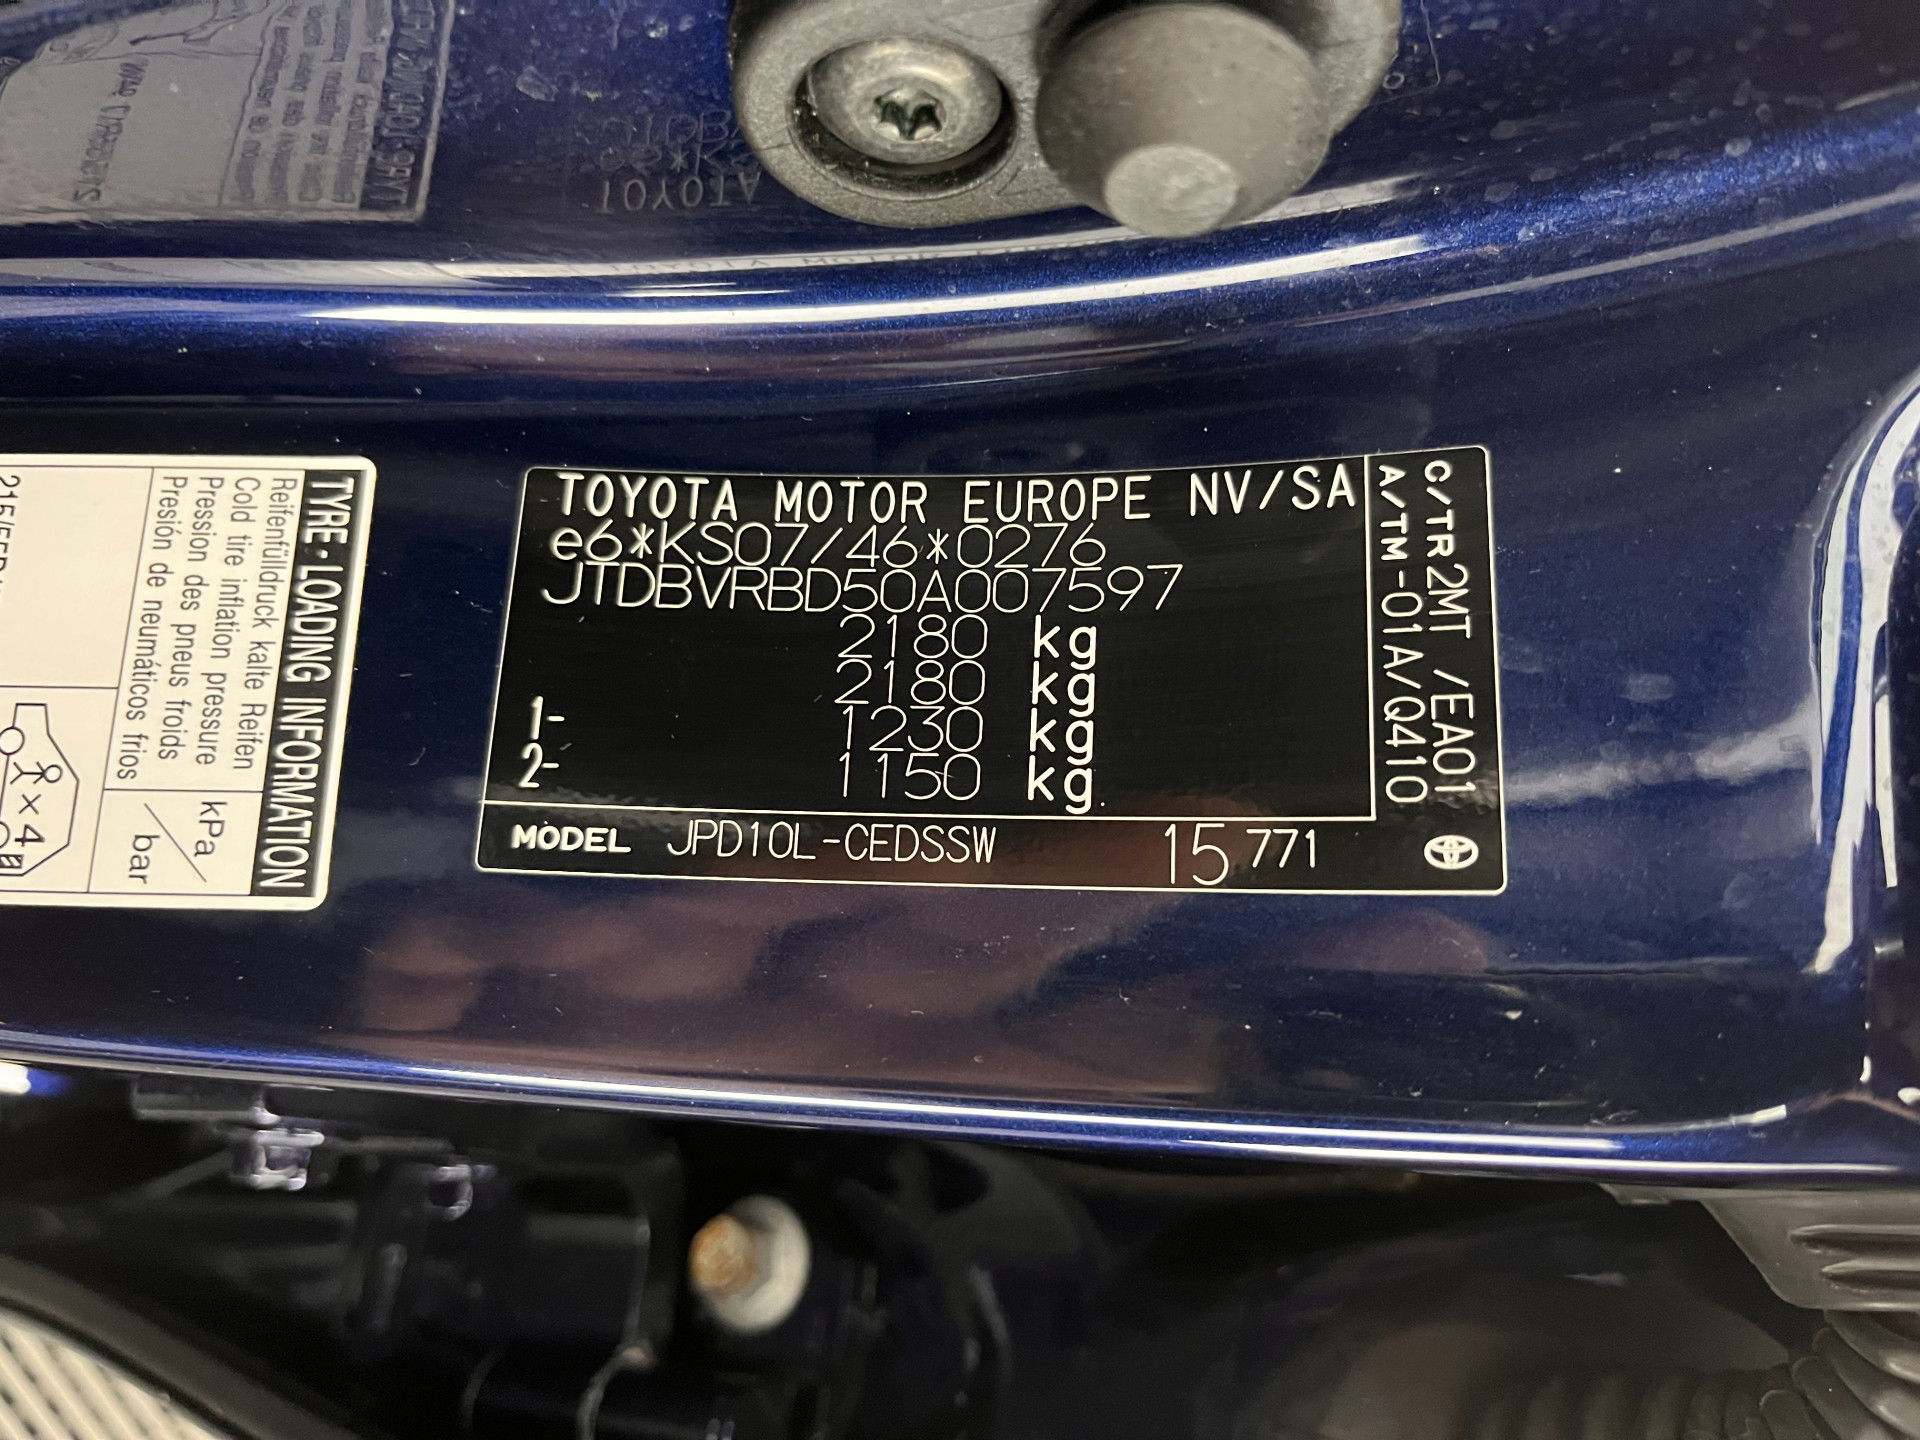 TOYOTA MOTOR EUROPE NV/SA
e6*KS07/46*0276
JTDBVRBD50A007597
2180 kg
2180 kg
1- 1230 kg
2- 1150 kg
MODEL JPD10L-CEDSSW 15 771
C/TR 2MT /EA01
A/TM -01A/Q410
TYRE·LOADING INFORMATION
Reifenfülldruck kalte Reifen
Cold tire inflation pressure
Pression des pneus froids
Presión de neumáticos frios
kPa
bar
×4